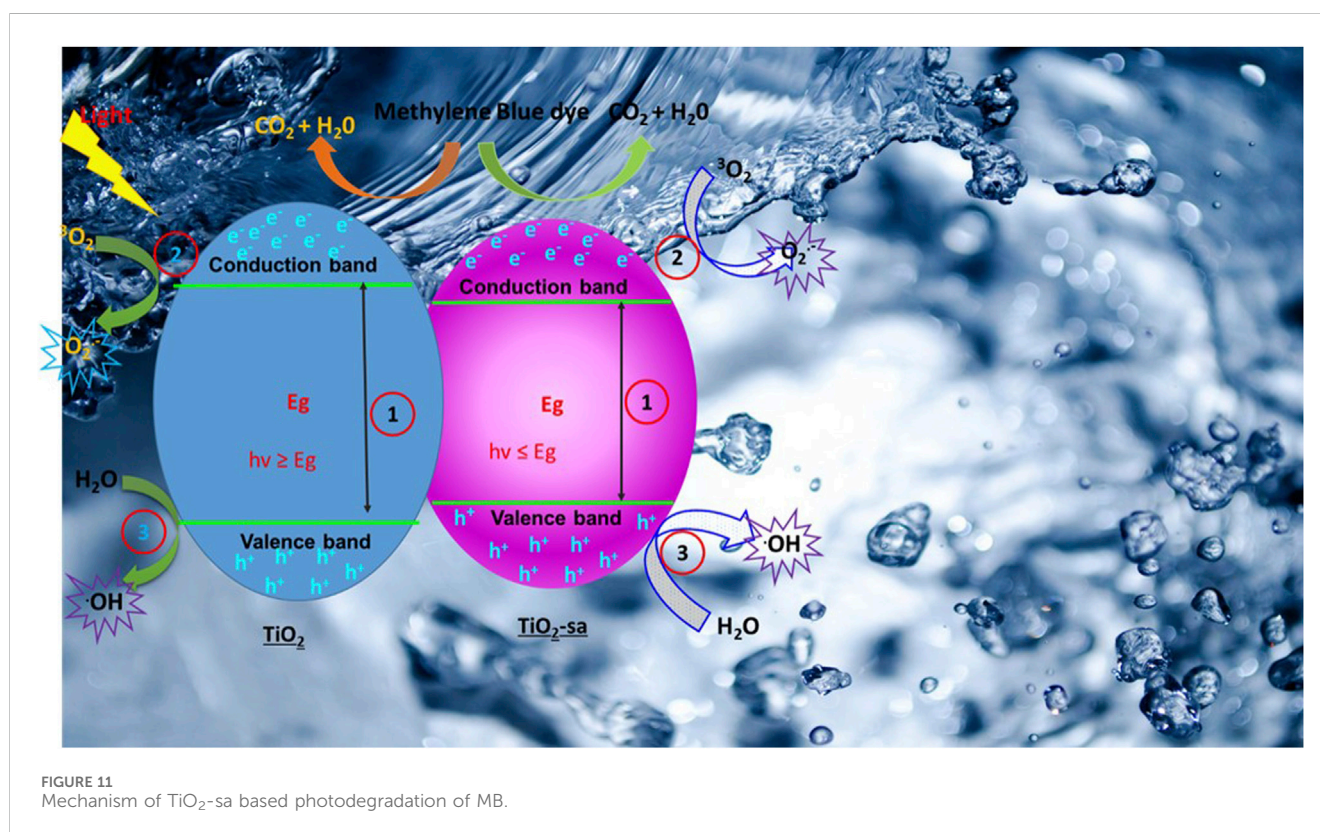 Light
CO₂ + H₂0
Methylene Blue dye
CO₂ + H₂0
³O₂
³O₂
2
e⁻ e⁻ e⁻ e⁻ e⁻ e⁻ e⁻ e⁻ e⁻
Conduction band
e⁻ e⁻ e⁻ e⁻ e⁻ e⁻ e⁻ e⁻ e⁻
Conduction band
2
O₂·⁻
O₂·⁻
Eg
1
Eg
1
hv ≥ Eg
hv ≤ Eg
H₂O
3
Valence band
h⁺ h⁺ h⁺ h⁺ h⁺ h⁺ h⁺
h⁺ Valence band h⁺
h⁺ h⁺ h⁺ h⁺ h⁺ h⁺ h⁺
3
·OH
·OH
TiO₂
TiO₂-sa
H₂O
FIGURE 11
Mechanism of TiO₂-sa based photodegradation of MB.